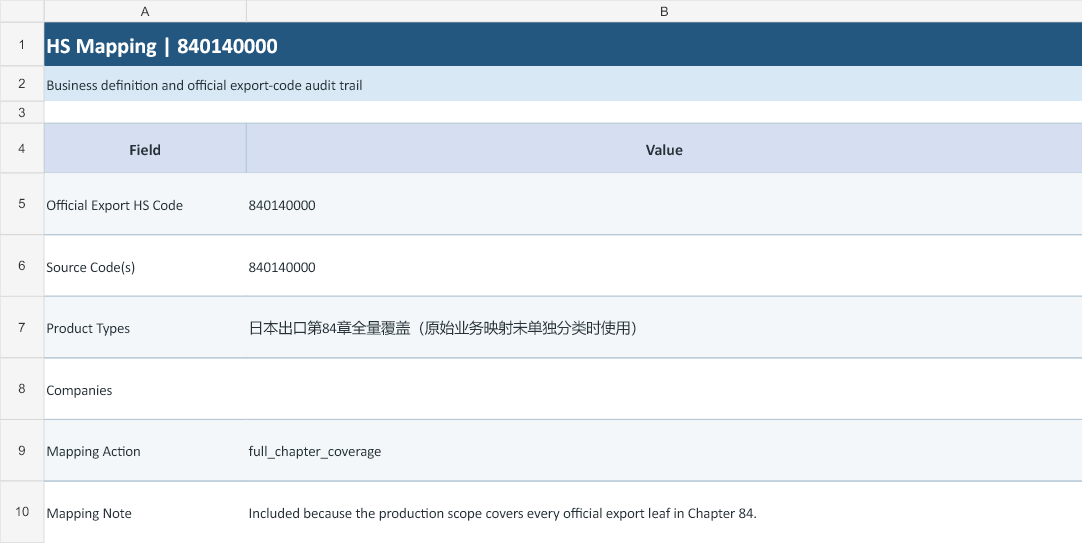 A B
1 HS Mapping | 840140000
2 Business definition and official export-code audit trail
3
4 Field Value
5 Official Export HS Code 840140000
6 Source Code(s) 840140000
7 Product Types 日本出口第84章全量覆盖（原始业务映射未单独分类时使用）
8 Companies
9 Mapping Action full_chapter_coverage
10 Mapping Note Included because the production scope covers every official export leaf in Chapter 84.